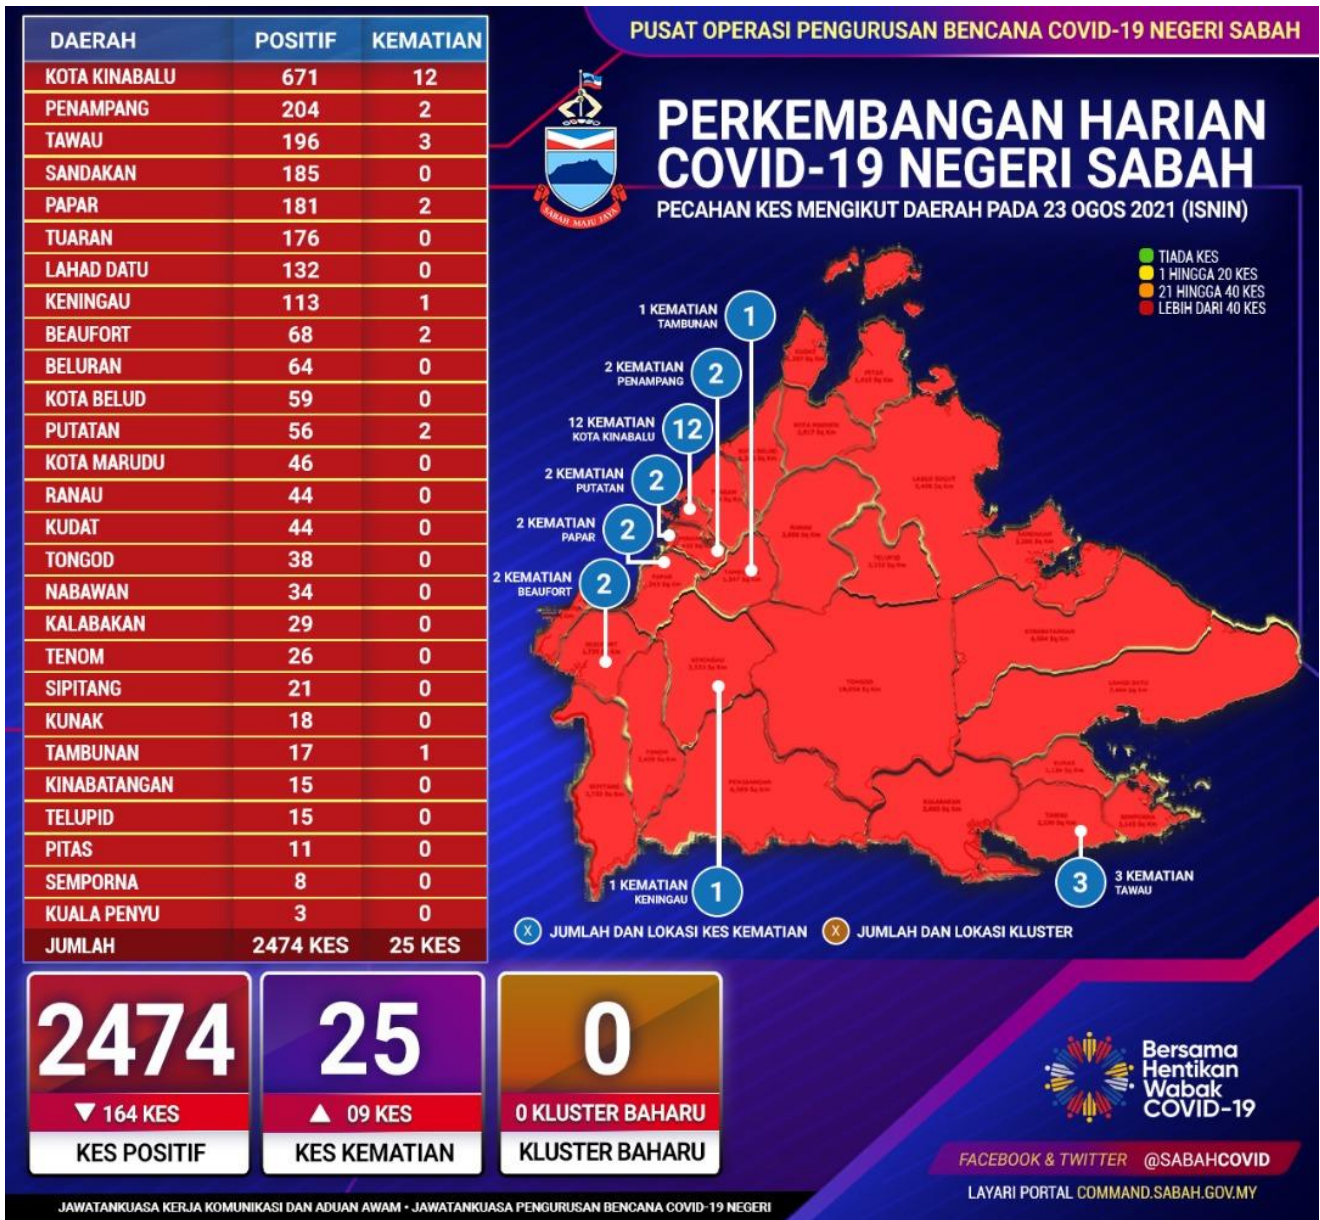 PUSAT OPERASI PENGURUSAN BENCANA COVID-19 NEGERI SABAH
DAERAH POSITIF KEMATIAN
KOTA KINABALU 671 12
PENAMPANG 204 2
TAWAU 196 3
SANDAKAN 185 0
PAPAR 181 2
TUARAN 176 0
LAHAD DATU 132 0
KENINGAU 113 1
BEAUFORT 68 2
BELURAN 64 0
KOTA BELUD 59 0
PUTATAN 56 2
KOTA MARUDU 46 0
RANAU 44 0
KUDAT 44 0
TONGOD 38 0
NABAWAN 34 0
KALABAKAN 29 0
TENOM 26 0
SIPITANG 21 0
KUNAK 18 0
TAMBUNAN 17 1
KINABATANGAN 15 0
TELUPID 15 0
PITAS 11 0
SEMPORNA 8 0
KUALA PENYU 3 0
JUMLAH 2474 KES 25 KES
SABAH MAJU JAYA
PERKEMBANGAN HARIAN
COVID-19 NEGERI SABAH
PECAHAN KES MENGIKUT DAERAH PADA 23 OGOS 2021 (ISNIN)
TIADA KES
1 HINGGA 20 KES
21 HINGGA 40 KES
LEBIH DARI 40 KES
1 KEMATIAN
TAMBUNAN
1
2 KEMATIAN
PENAMPANG
2
12 KEMATIAN
KOTA KINABALU
12
2 KEMATIAN
PUTATAN
2
2 KEMATIAN
PAPAR
2
2 KEMATIAN
BEAUFORT
2
1 KEMATIAN
KENINGAU
1
3
3 KEMATIAN
TAWAU
X JUMLAH DAN LOKASI KES KEMATIAN X JUMLAH DAN LOKASI KLUSTER
2474
▼ 164 KES
KES POSITIF
25
▲ 09 KES
KES KEMATIAN
0
0 KLUSTER BAHARU
KLUSTER BAHARU
Bersama
Hentikan
Wabak
COVID-19
FACEBOOK & TWITTER @SABAHCOVID
LAYARI PORTAL COMMAND.SABAH.GOV.MY
JAWATANKUASA KERJA KOMUNIKASI DAN ADUAN AWAM • JAWATANKUASA PENGURUSAN BENCANA COVID-19 NEGERI